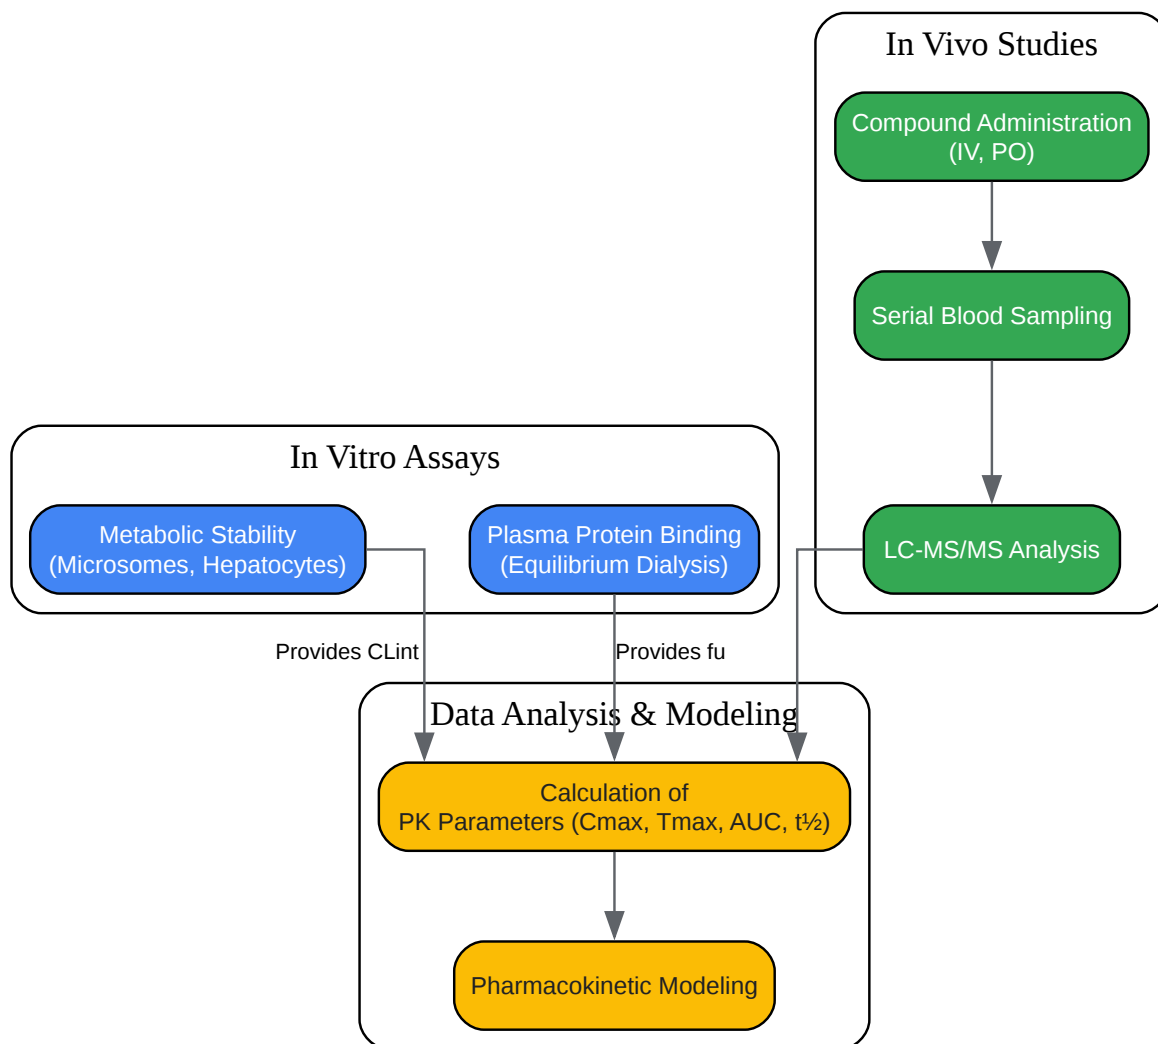 In Vivo Studies
Compound Administration
(IV, PO)
Serial Blood Sampling
In Vitro Assays
Metabolic Stability
(Microsomes, Hepatocytes)
Plasma Protein Binding
(Equilibrium Dialysis)
LC-MS/MS Analysis
Provides CLint
Provides fu
Data Analysis & Modeling
Calculation of
PK Parameters (Cmax, Tmax, AUC, t½)
Pharmacokinetic Modeling